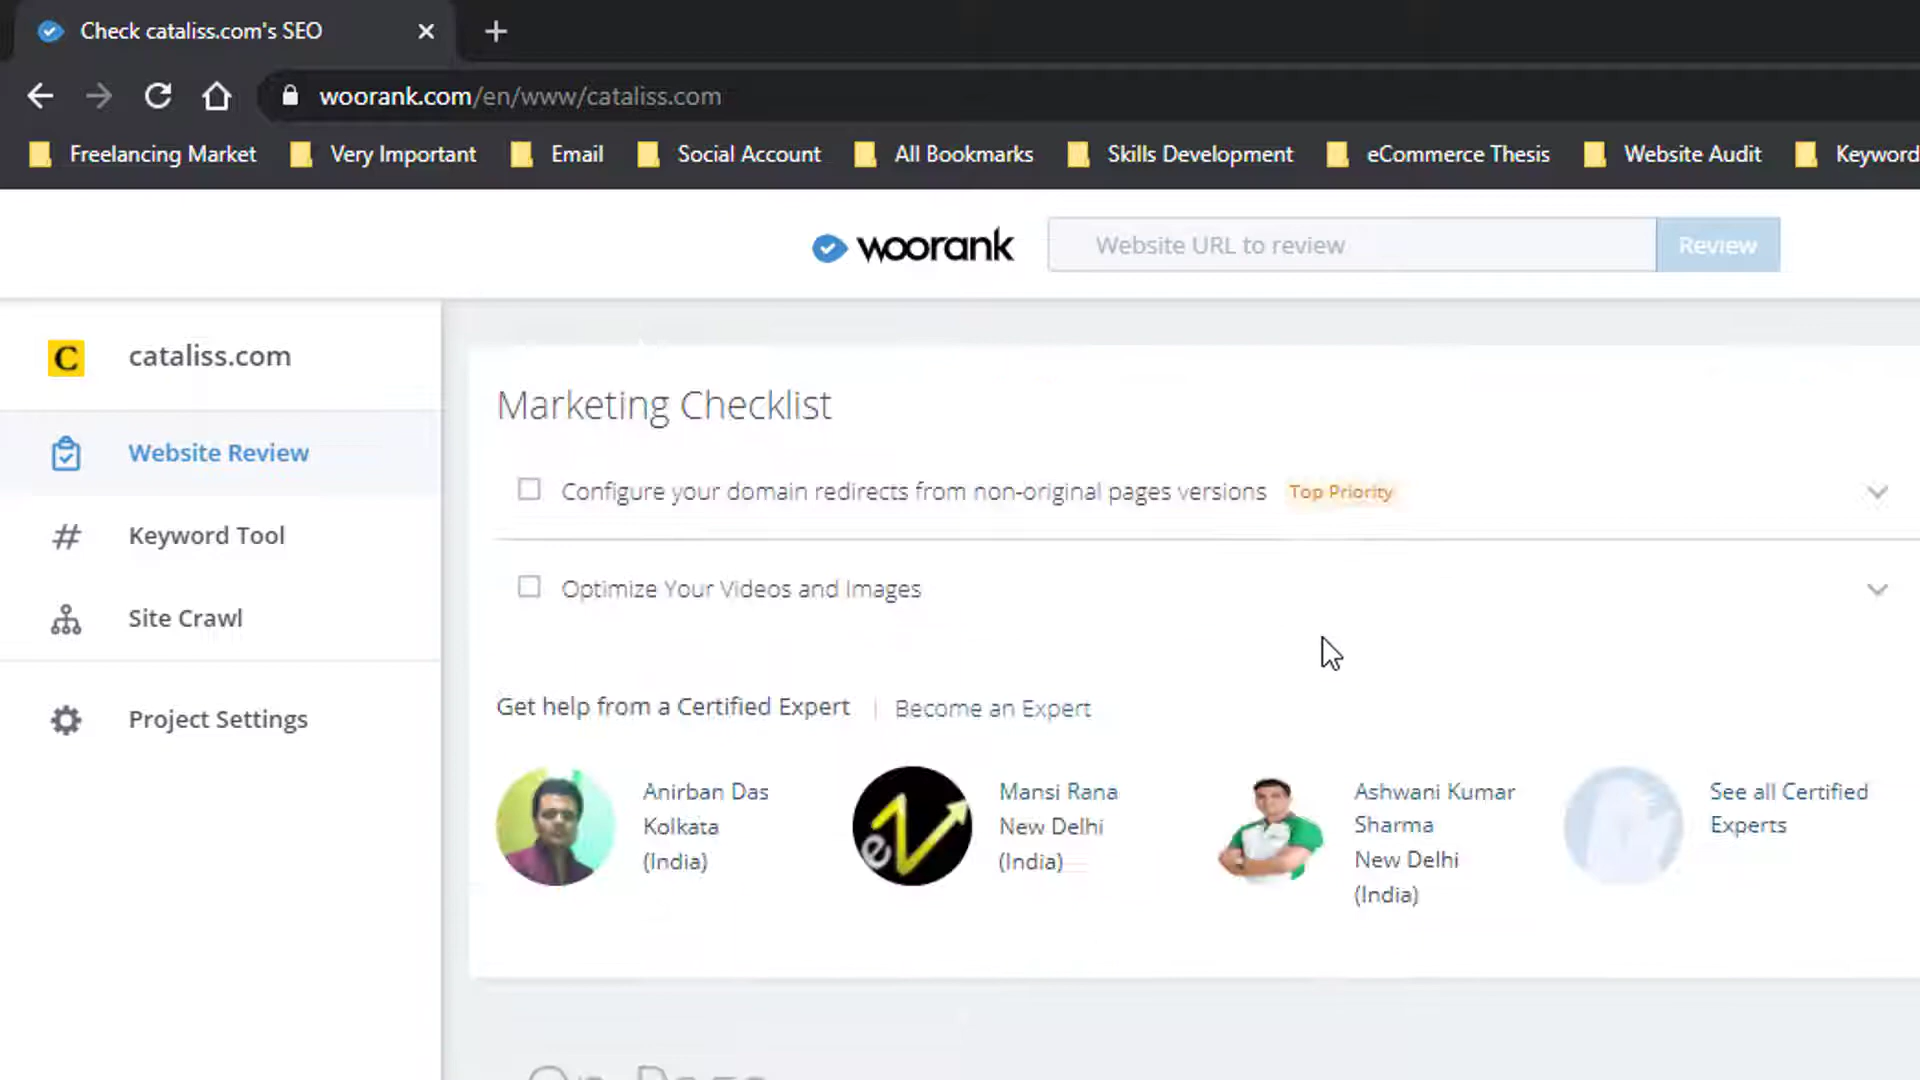 Check cataliss.com's SEO
woorank.com/en/www/cataliss.com
Freelancing Market Very Important Email Social Account All Bookmarks Skills Development eCommerce Thesis Website Audit Keyword
woorank Website URL to review Review
C cataliss.com
Website Review
# Keyword Tool
Site Crawl
Project Settings
Marketing Checklist
Configure your domain redirects from non-original pages versions Top Priority
Optimize Your Videos and Images
Get help from a Certified Expert | Become an Expert
Anirban Das
Kolkata
(India)
eZ
Mansi Rana
New Delhi
(India)
Ashwani Kumar
Sharma
New Delhi
(India)
See all Certified
Experts
On-Page